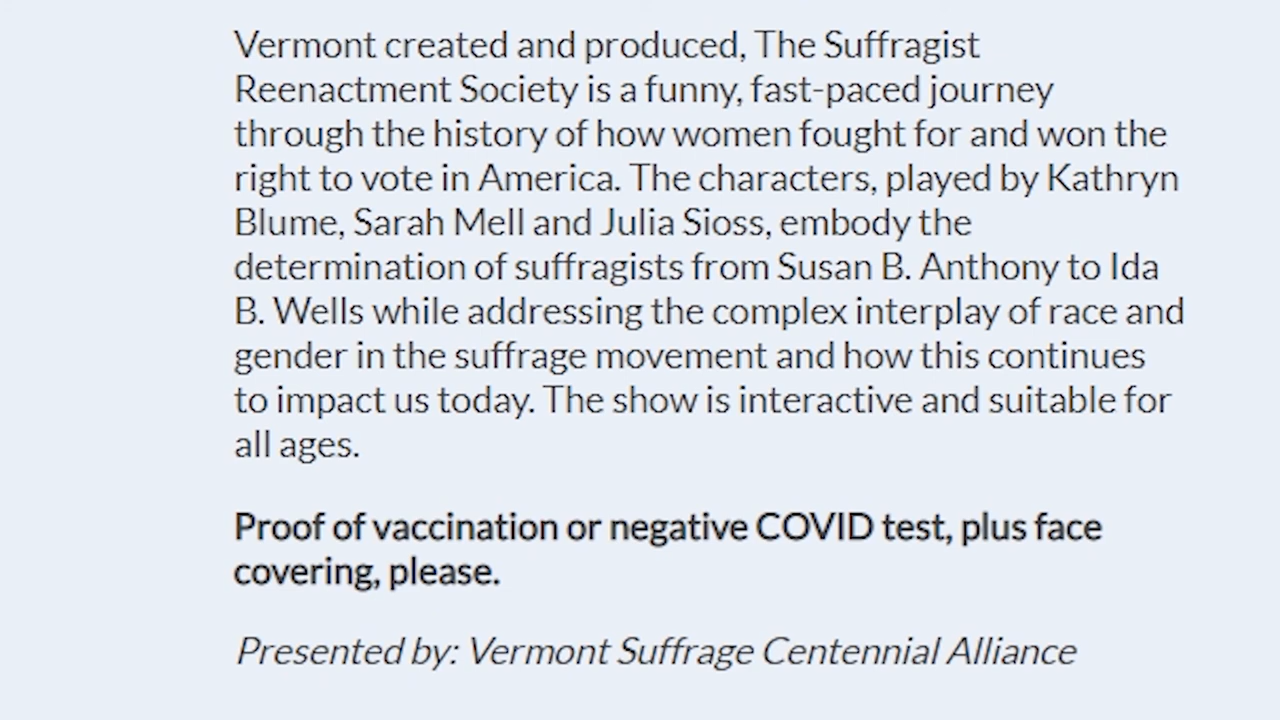 Vermont created and produced, The Suffragist
Reenactment Society is a funny, fast-paced journey
through the history of how women fought for and won the
right to vote in America. The characters, played by Kathryn
Blume, Sarah Mell and Julia Sioss, embody the
determination of suffragists from Susan B. Anthony to Ida
B. Wells while addressing the complex interplay of race and
gender in the suffrage movement and how this continues
to impact us today. The show is interactive and suitable for
all ages.
Proof of vaccination or negative COVID test, plus face
covering, please.
Presented by: Vermont Suffrage Centennial Alliance